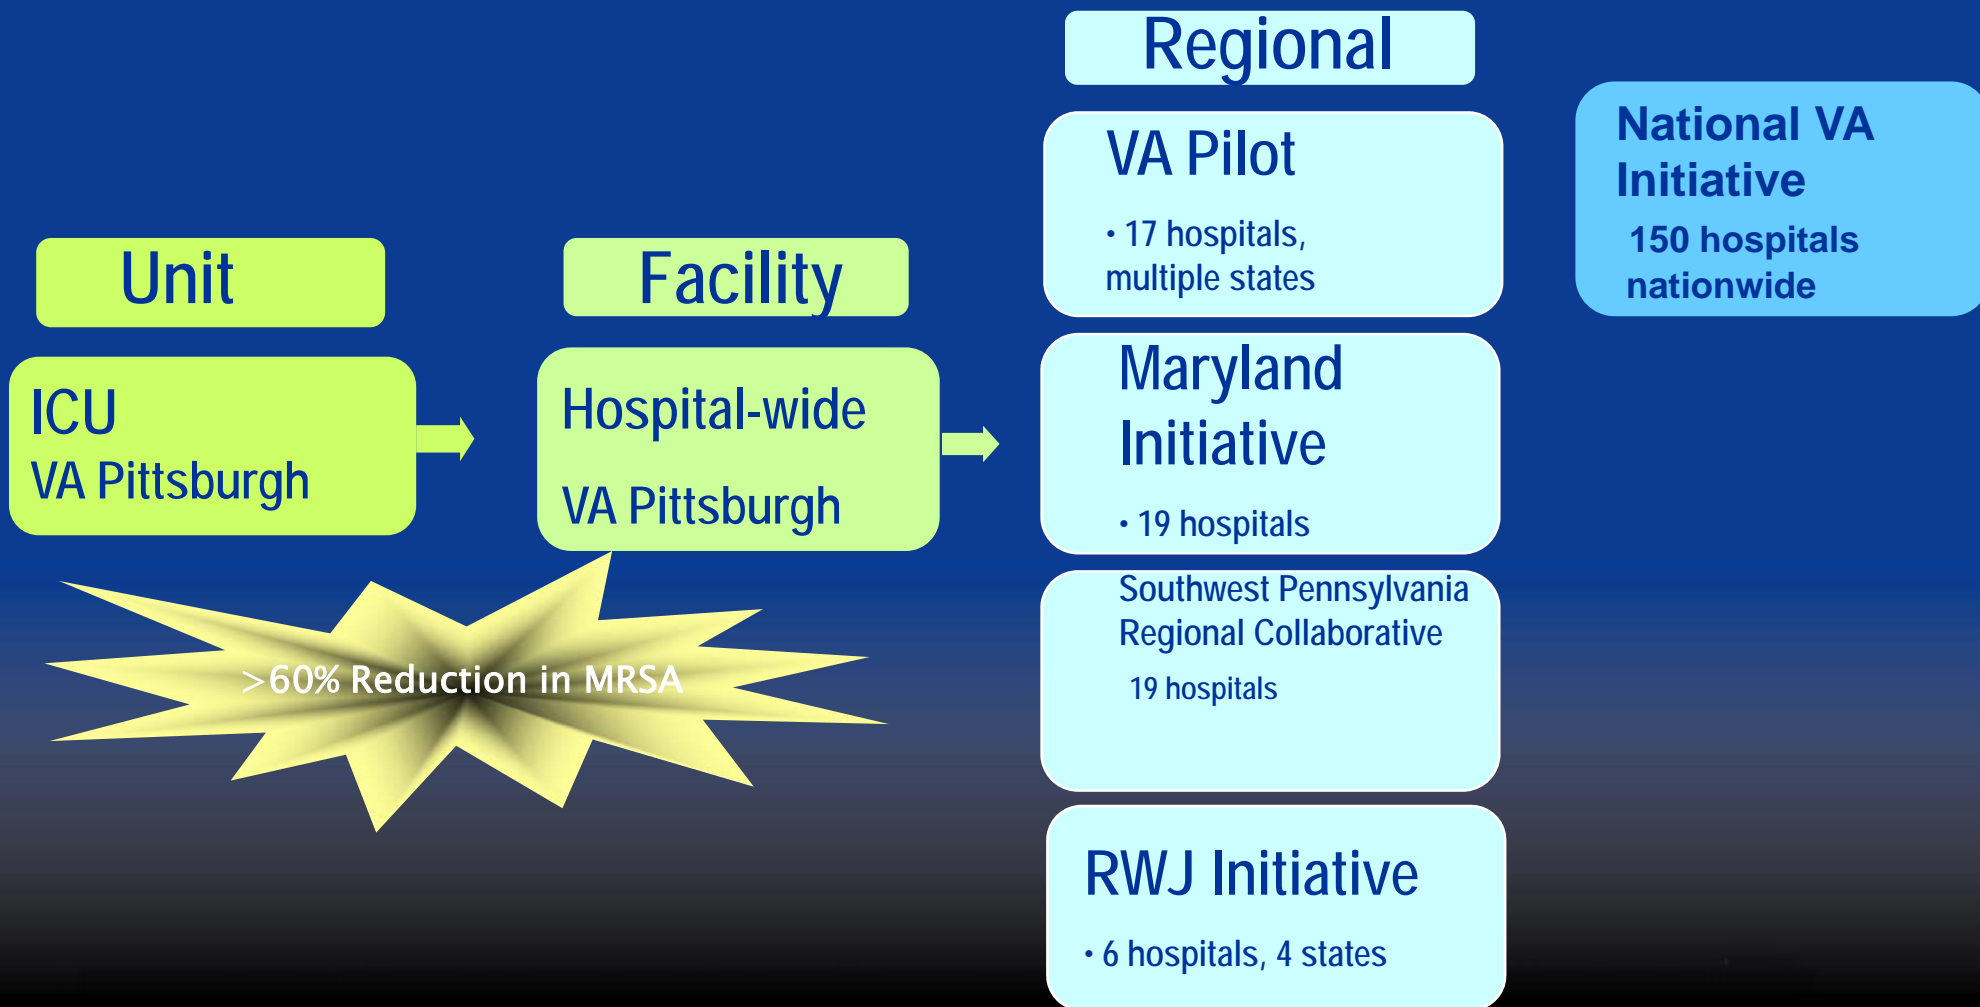 Unit
ICU
VA Pittsburgh
Facility
Hospital-wide
VA Pittsburgh
>60% Reduction in MRSA
Regional
VA Pilot
• 17 hospitals,
multiple states
Maryland
Initiative
• 19 hospitals
Southwest Pennsylvania
Regional Collaborative
19 hospitals
RWJ Initiative
• 6 hospitals, 4 states
National VA
Initiative
150 hospitals
nationwide